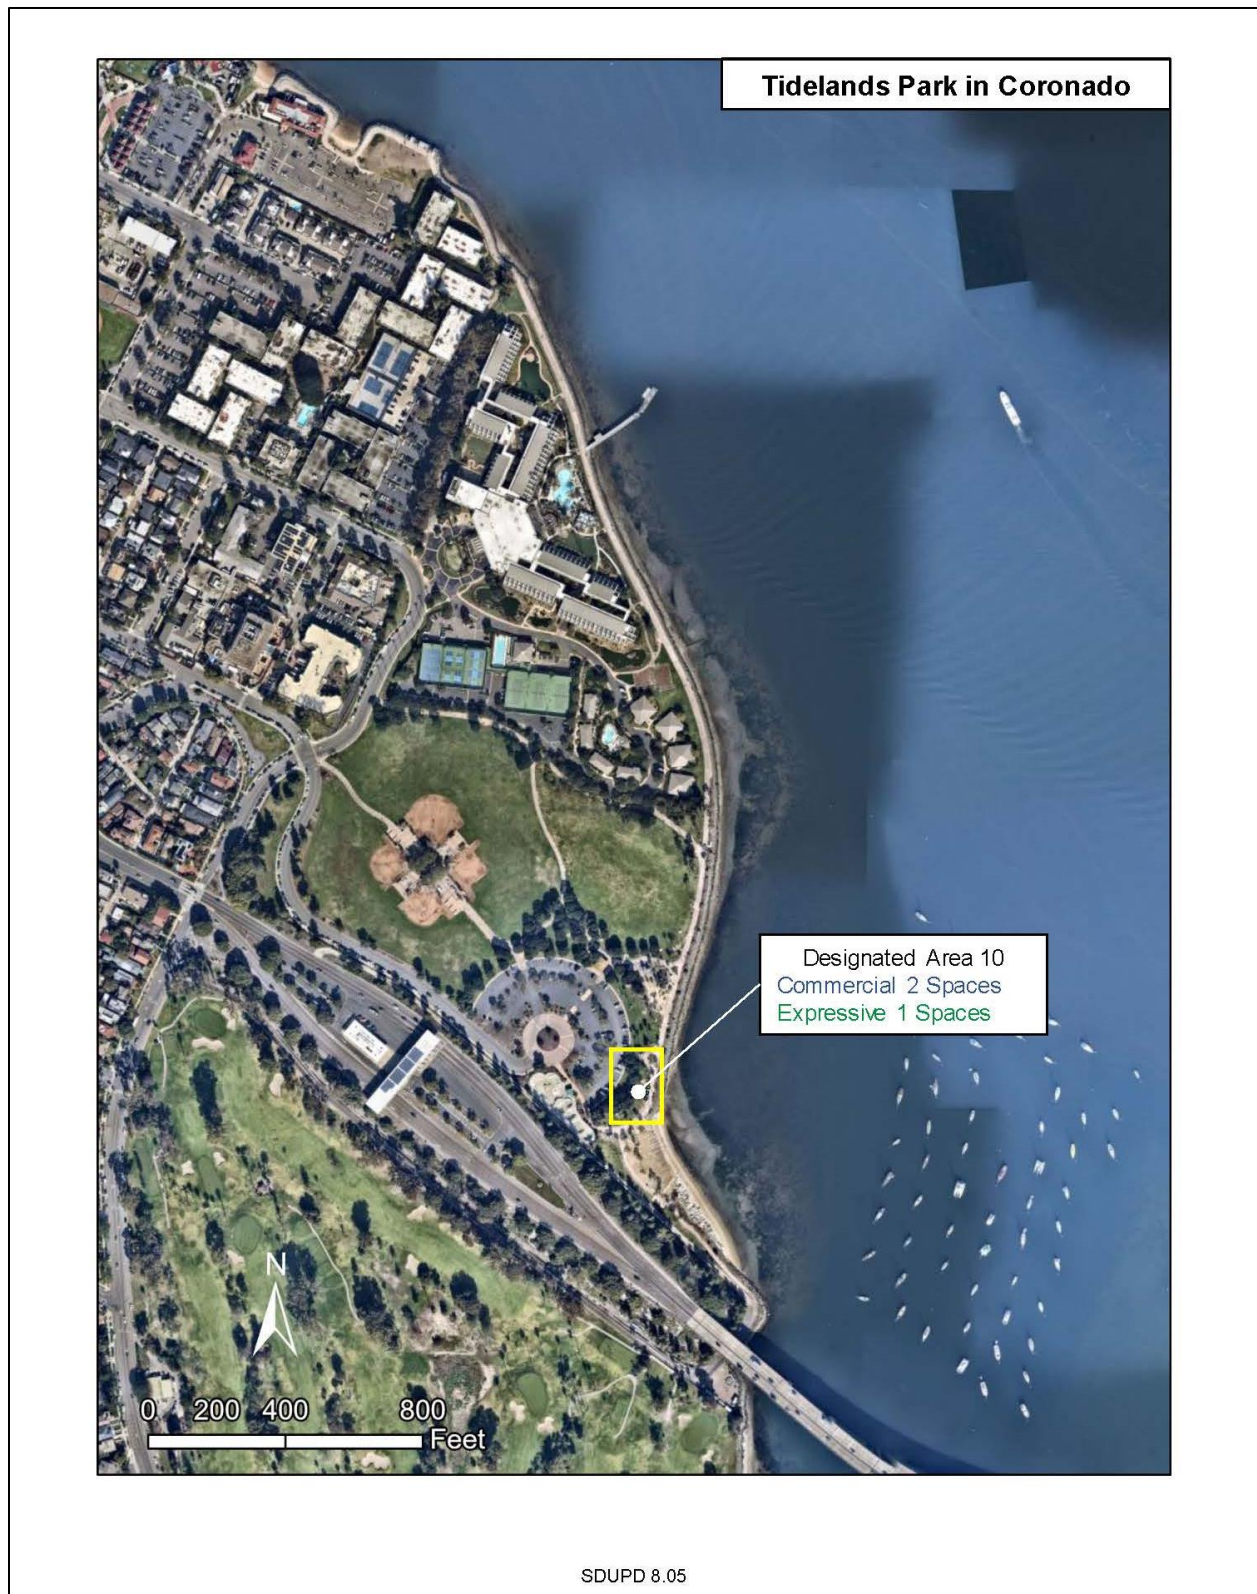 Tidelands Park in Coronado
Designated Area 10
Commercial 2 Spaces
Expressive 1 Spaces
N
0 200 400 800
Feet
SDUPD 8.05